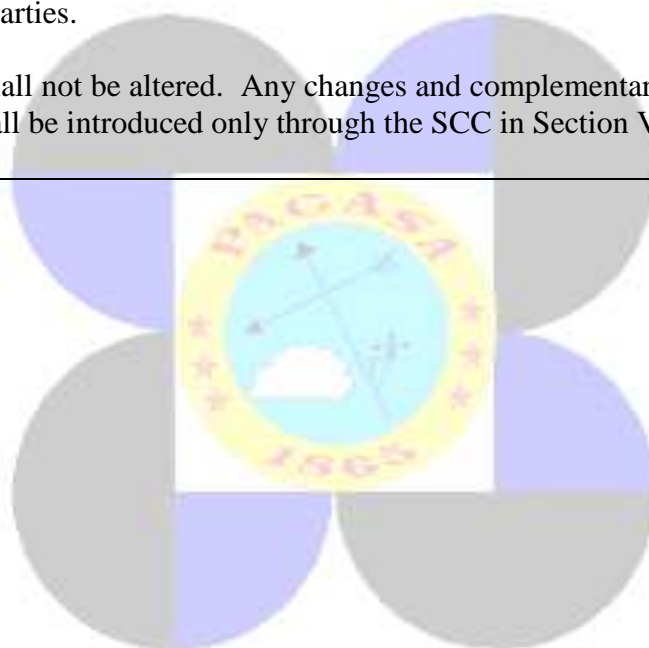 arties.
all not be altered. Any changes and complementar
all be introduced only through the SCC in Section V
PAGASA
1865